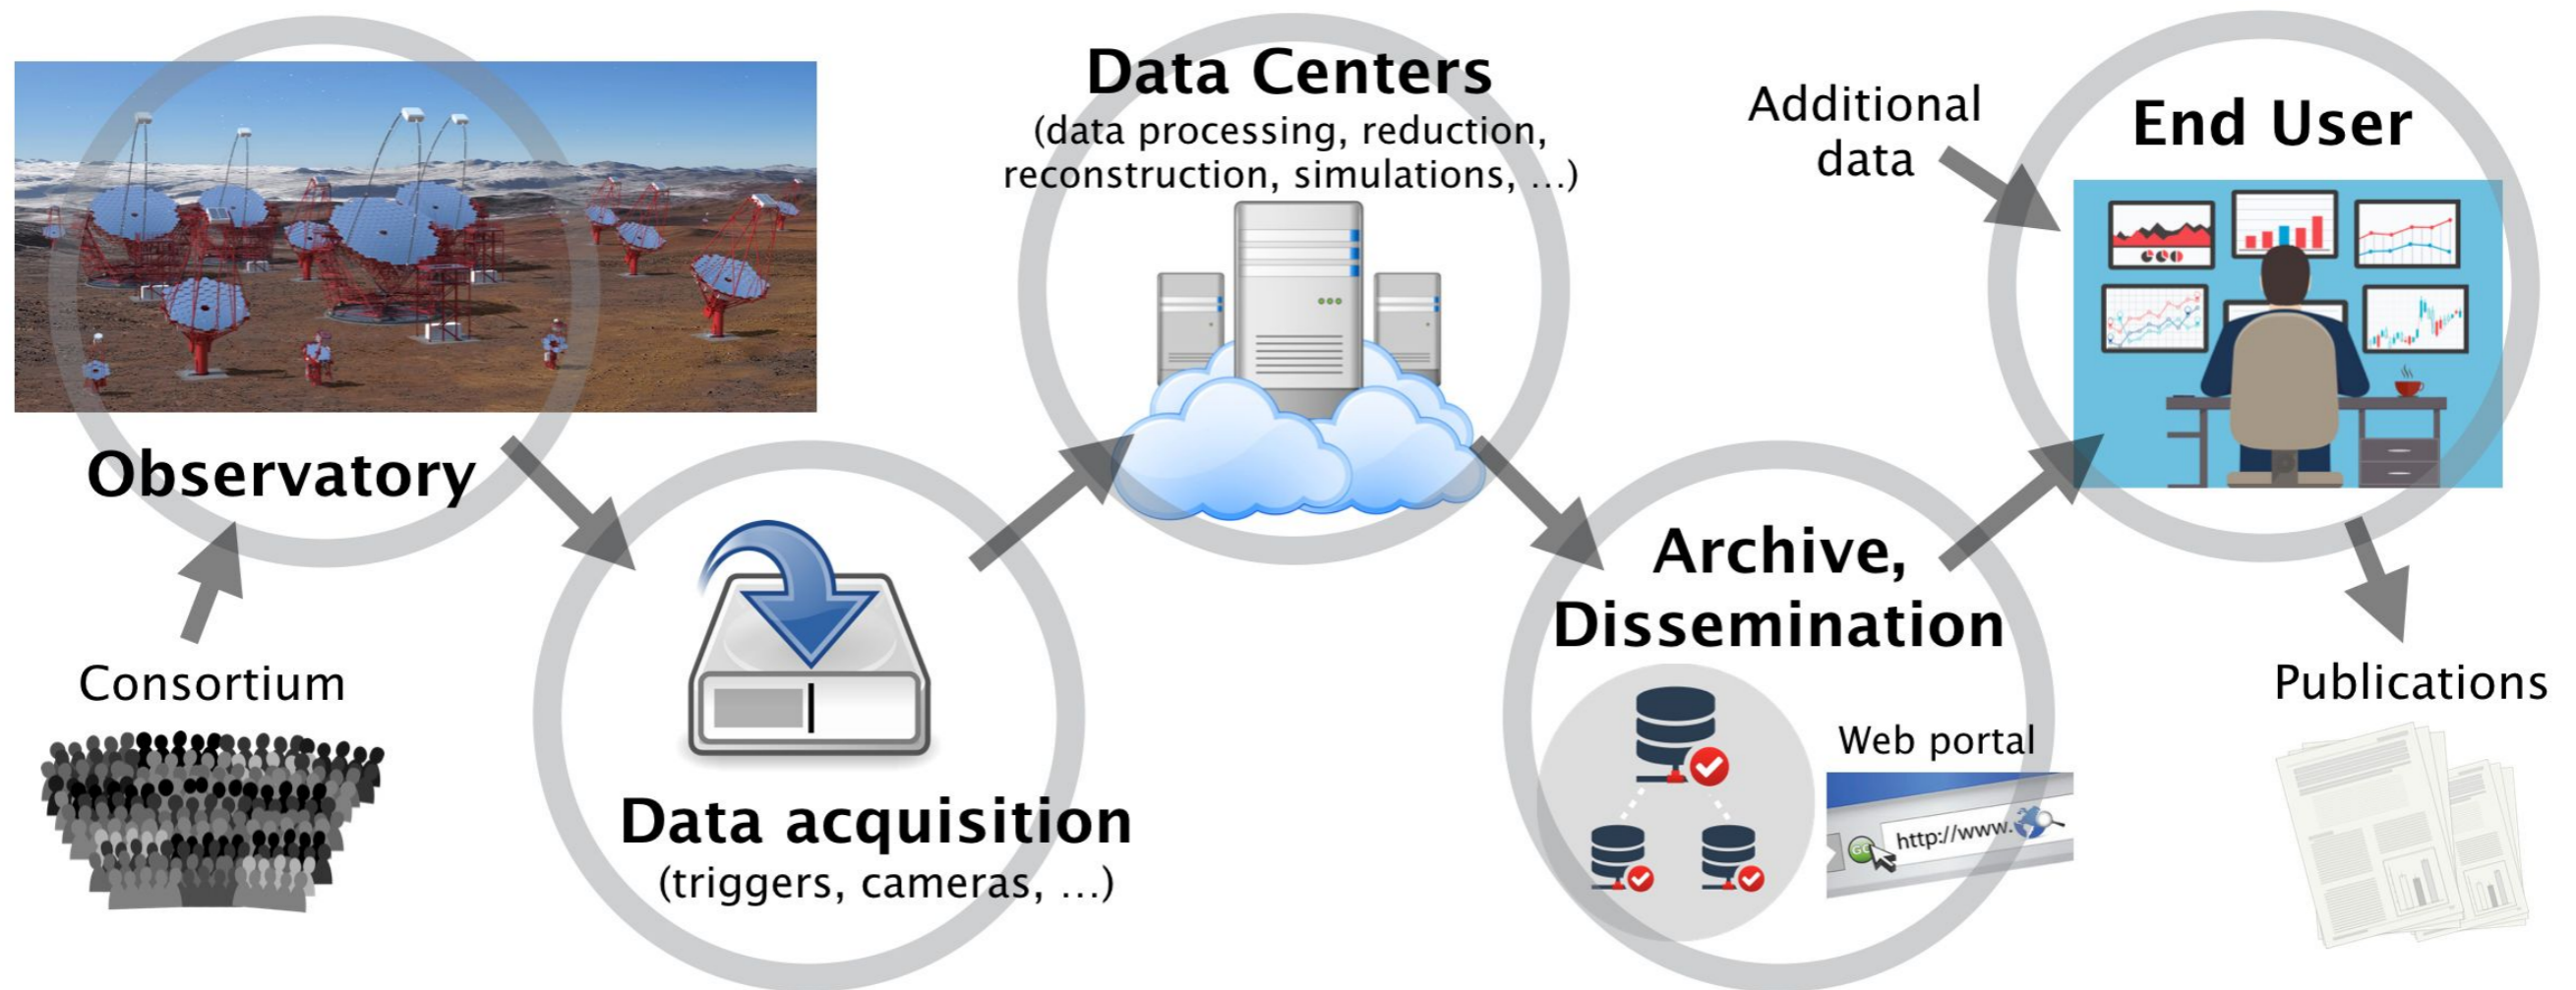 Observatory
Consortium
Data acquisition
(triggers, cameras, ...)
Data Centers
(data processing, reduction,
reconstruction, simulations, ...)
Archive,
Dissemination
Web portal
GO
http://www.
Additional
data
End User
Publications